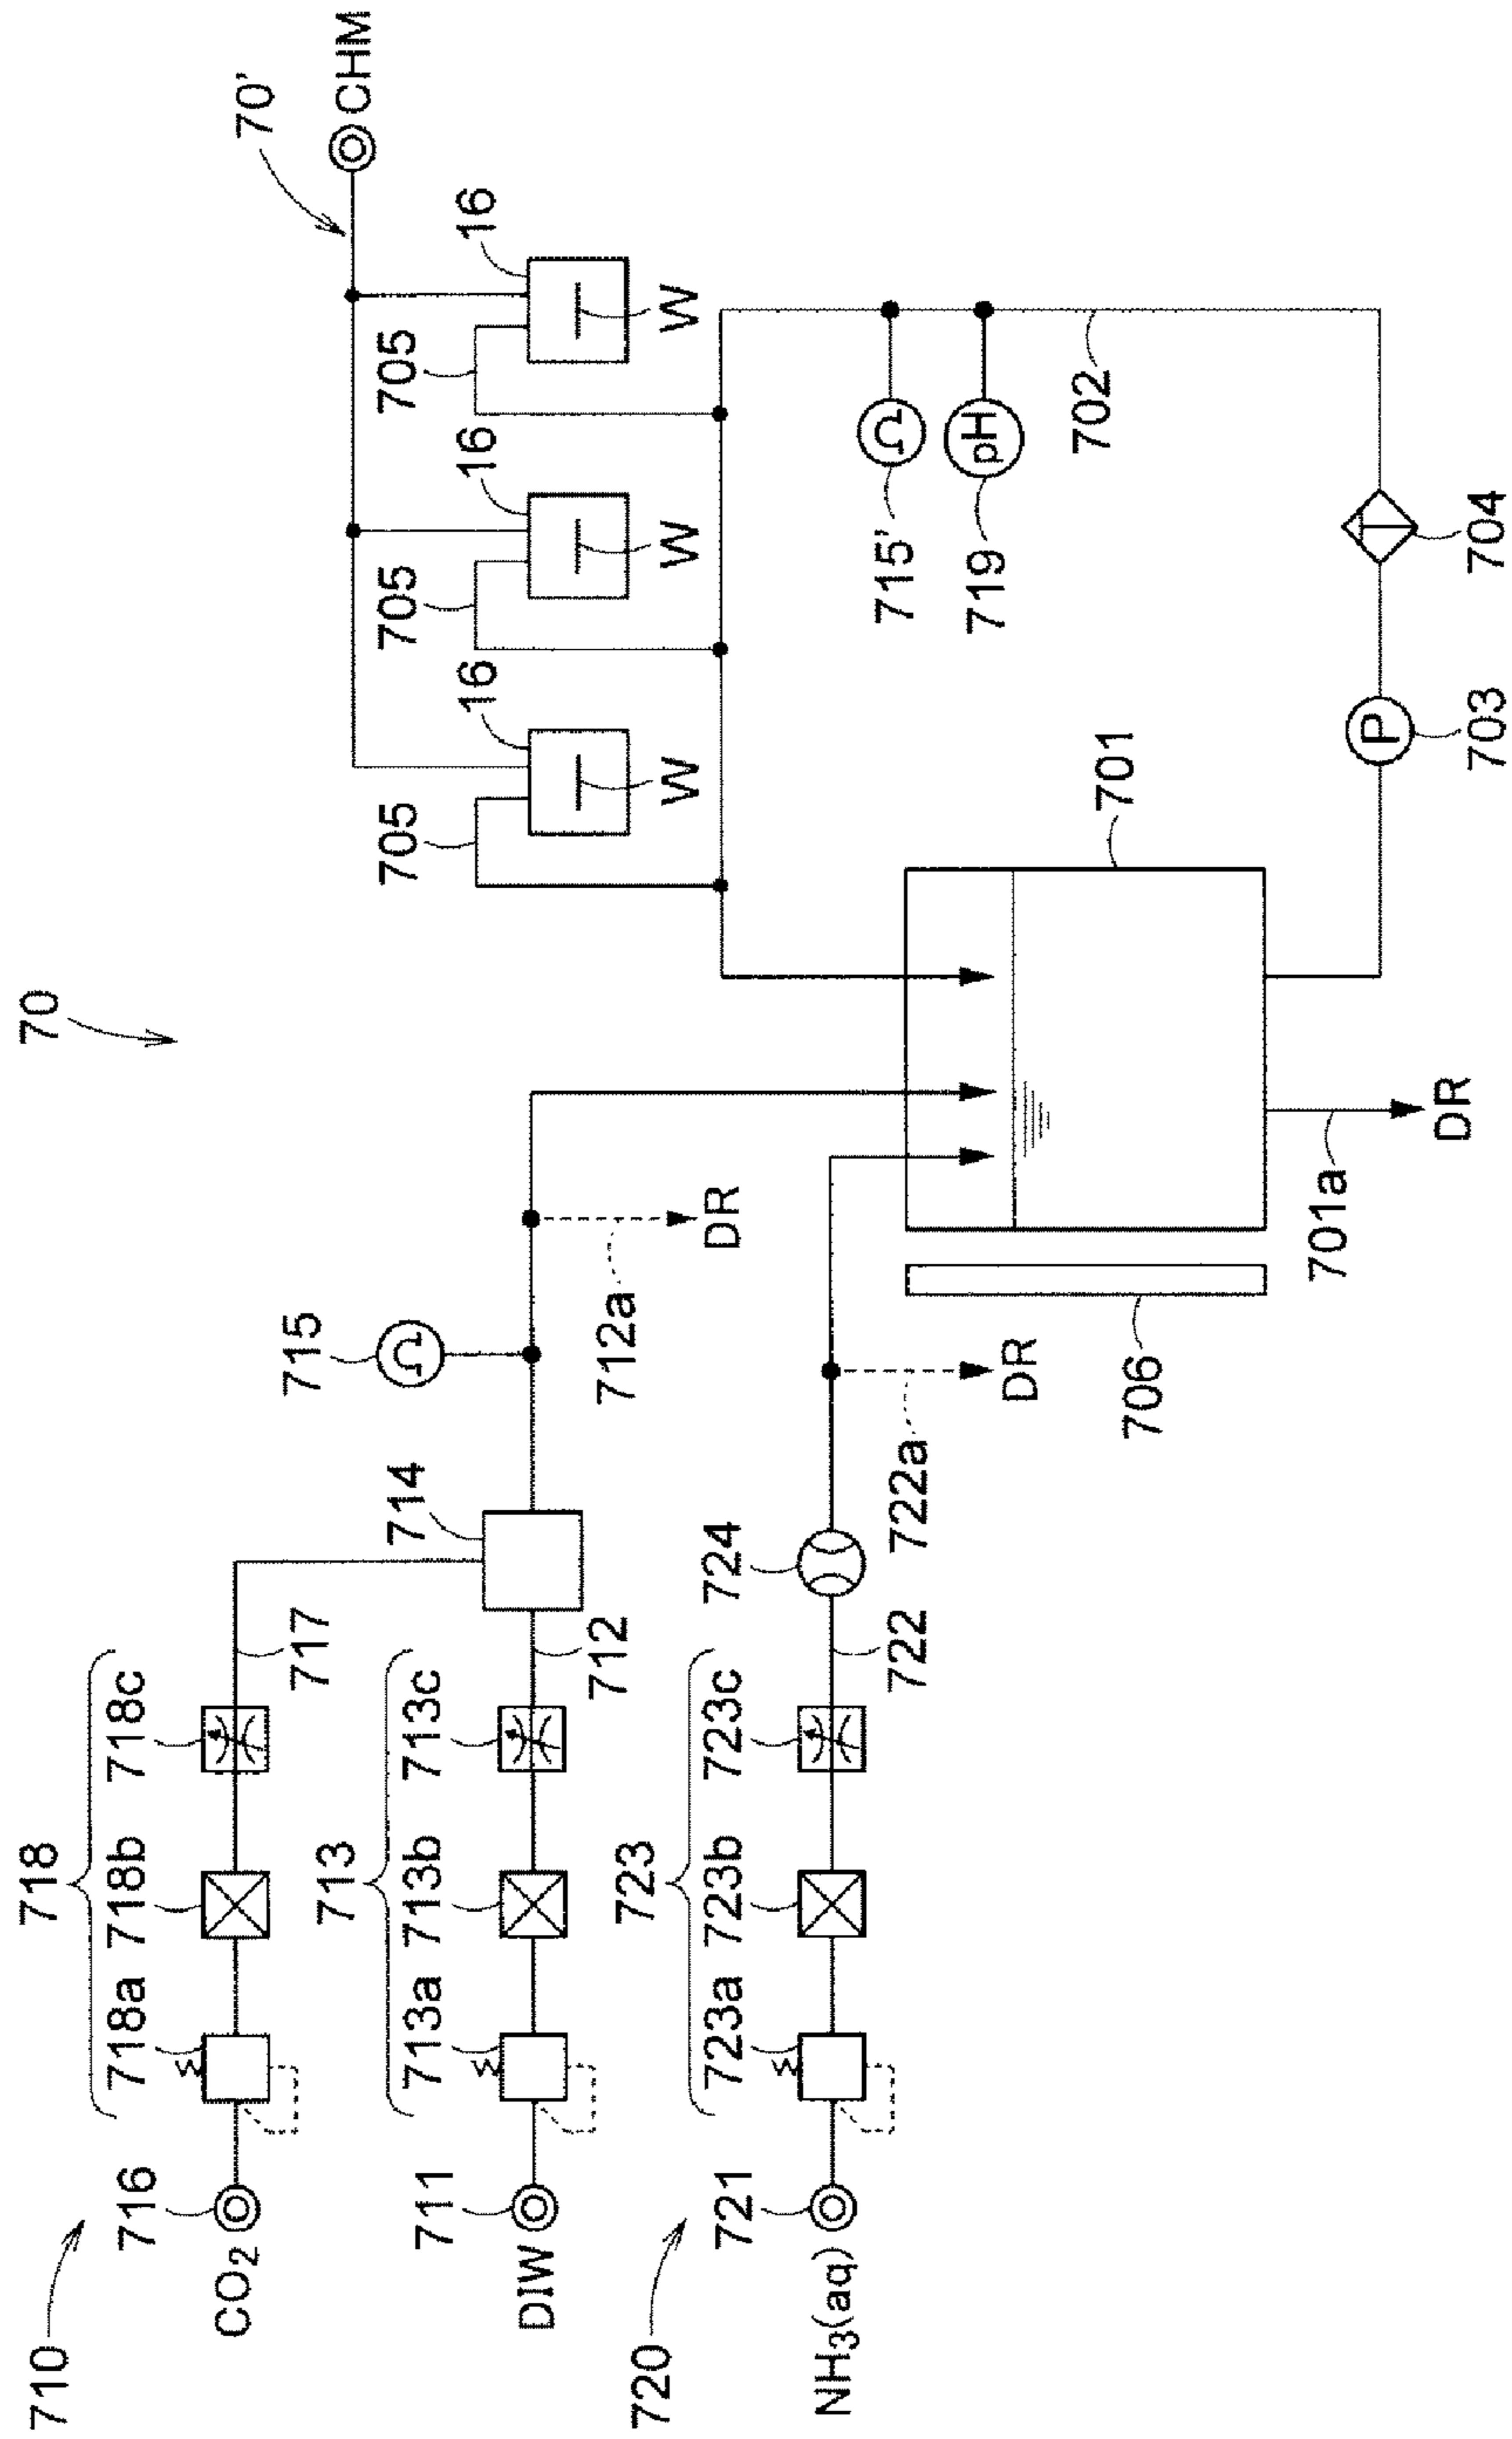 710
718
70
716
718a 718b 718c
CO₂
70'
717
715
713
CHM
711
713a 713b 713c
714
Ω
705
705
705
16
16
16
DIW
712
712a
720
723
W
W
W
721
723a 723b 723c
724
DR
NH₃(aq)
722
722a
Ω
715'
DR
pH
719
702
701
706
701a
P
DR
703
704